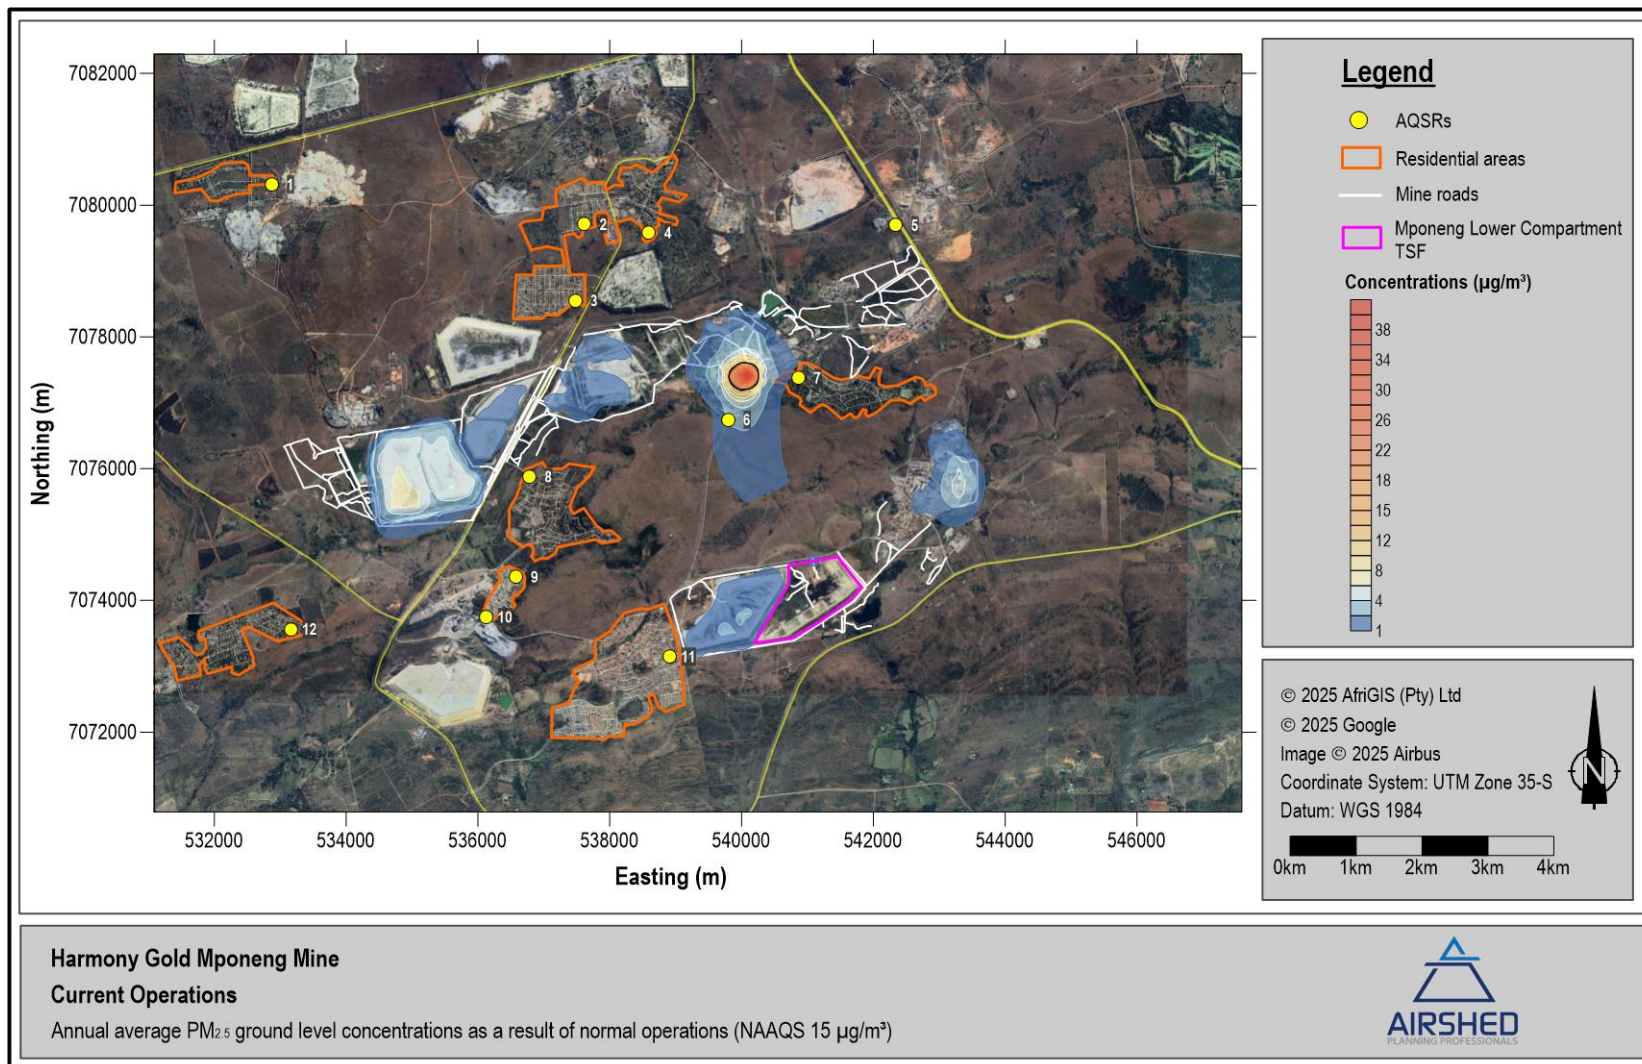 7082000
7080000
7078000
7076000
7074000
7072000
Northing (m)
532000
534000
536000
538000
540000
542000
544000
546000
Easting (m)
1
2
3
4
5
6
7
8
9
10
11
12
Legend
AQSRs
Residential areas
Mine roads
Mponeng Lower Compartment
TSF
Concentrations (µg/m³)
38
34
30
26
22
18
15
12
8
4
1
© 2025 AfriGIS (Pty) Ltd
© 2025 Google
Image © 2025 Airbus
Coordinate System: UTM Zone 35-S
Datum: WGS 1984
N
0km 1km 2km 3km 4km
Harmony Gold Mponeng Mine
Current Operations
Annual average PM2.5 ground level concentrations as a result of normal operations (NAAQS 15 µg/m³)
AIRSHED
PLANNING PROFESSIONALS